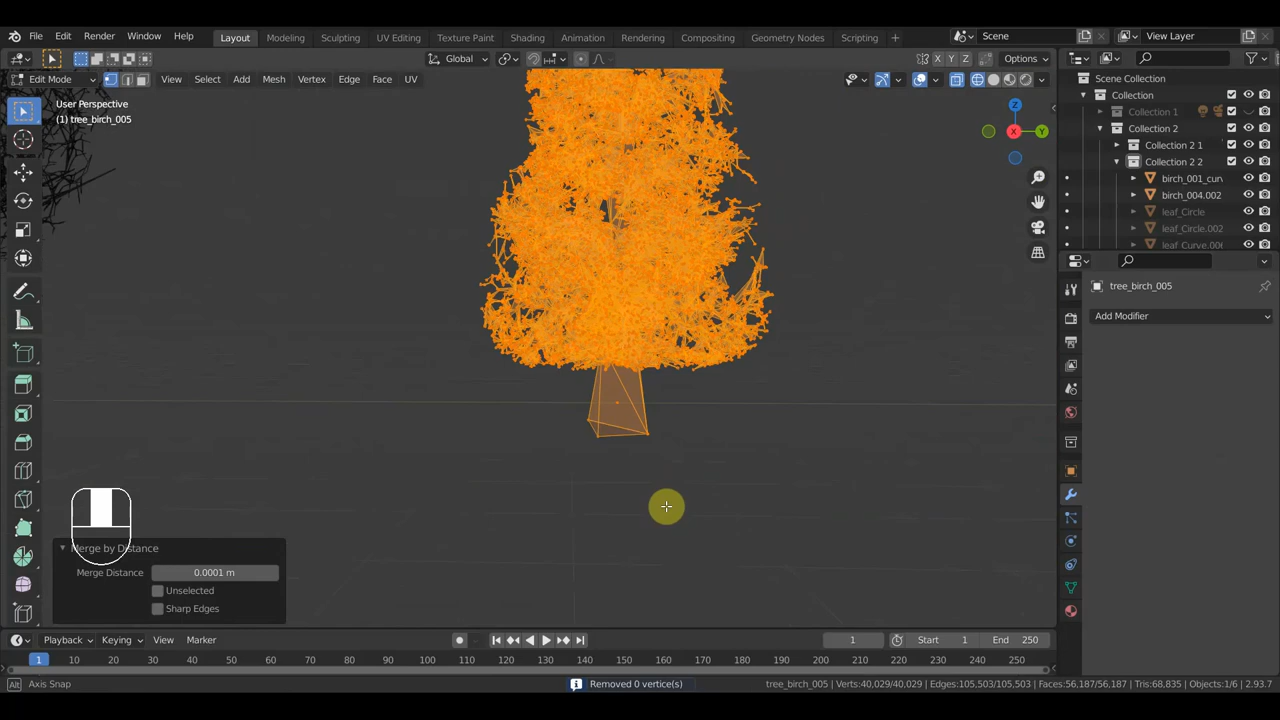 File Edit Render Window Help Layout Modeling Sculpting UV Editing Texture Paint Shading Animation Rendering Compositing Geometry Nodes Scripting + Scene View Layer
Global Options
X Y Z
Edit Mode View Select Add Mesh Vertex Edge Face UV
User Perspective
(1) tree_birch_005
Z
X
Y
Scene Collection
Collection
Collection 1
Collection 2
Collection 2 1
Collection 2 2
birch_001_curv
birch_004.002
leaf_Circle
leaf_Circle.002
leaf_Curve.006
tree_birch_005
Add Modifier
Merge by Distance
Merge Distance 0.0001 m
Unselected
Sharp Edges
Playback Keying View Marker 1 Start 1 End 250
1 10 20 30 40 50 60 70 80 90 100 110 120 130 140 150 160 170 180 190 200 210 220 230 240 250
Alt Axis Snap Removed 0 vertice(s) tree_birch_005 | Verts:40,029/40,029 | Edges:105,503/105,503 | Faces:56,187/56,187 | Tris:68,835 | Objects:1/6 | 2.93.7